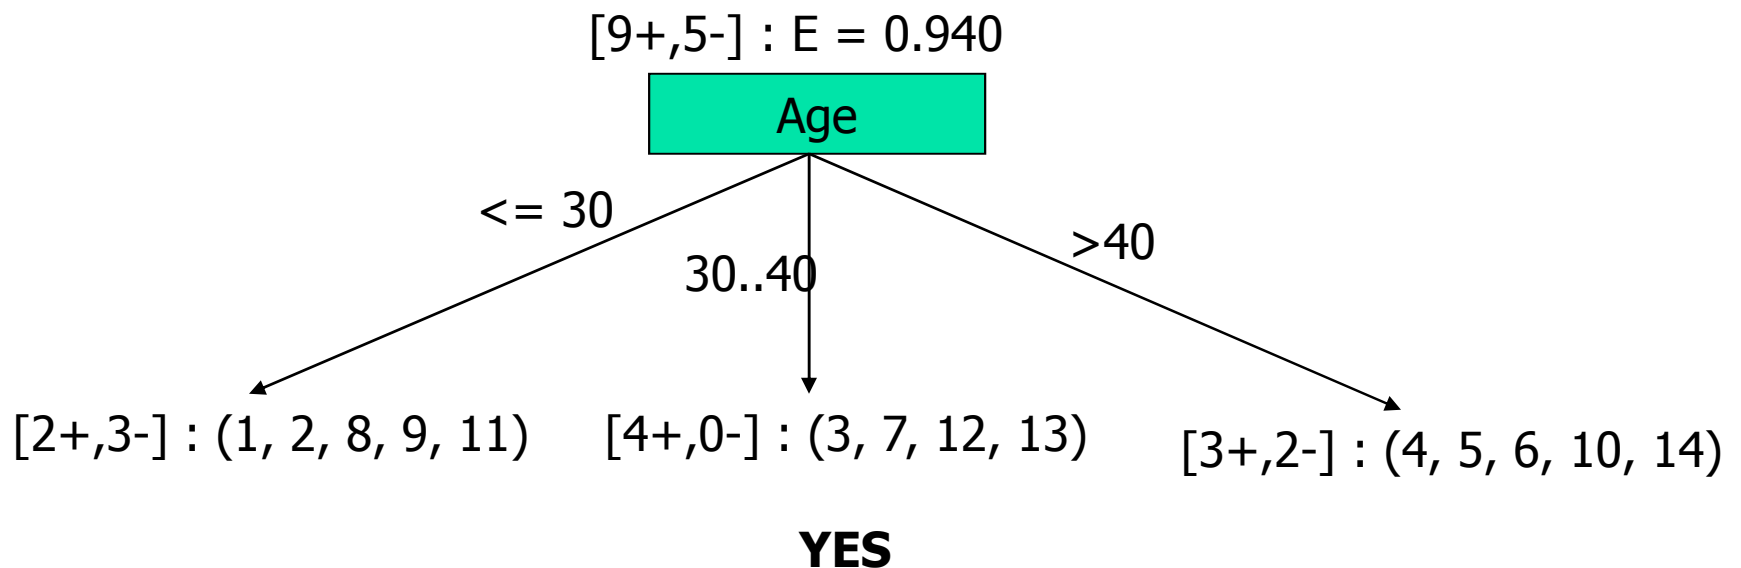 [9+,5-] : E = 0.940
Age
<= 30
30..40
>40
[2+,3-] : (1, 2, 8, 9, 11)
[4+,0-] : (3, 7, 12, 13)
[3+,2-] : (4, 5, 6, 10, 14)
YES